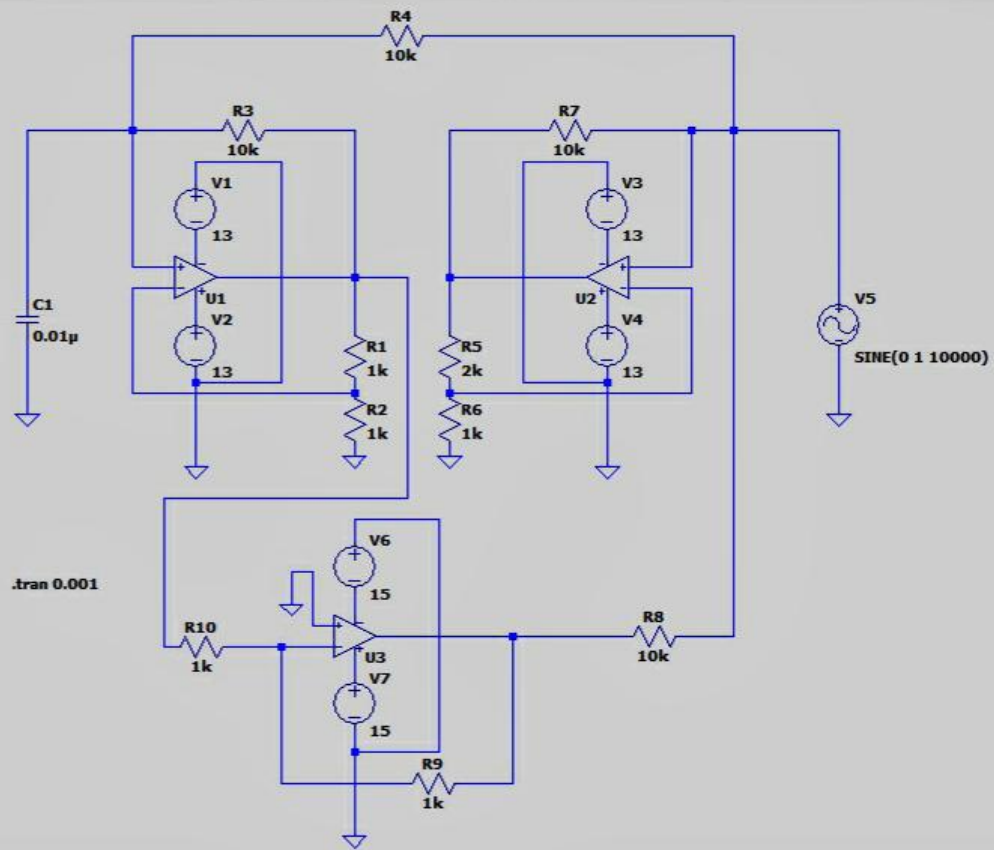 R4
10k
R3
10k
R7
10k
V1
13
V3
13
U1
U2
C1
0.01µ
V2
13
V4
13
V5
SINE(0 1 10000)
R1
1k
R5
2k
R2
1k
R6
1k
V6
15
.tran 0.001
R10
1k
U3
R8
10k
V7
15
R9
1k